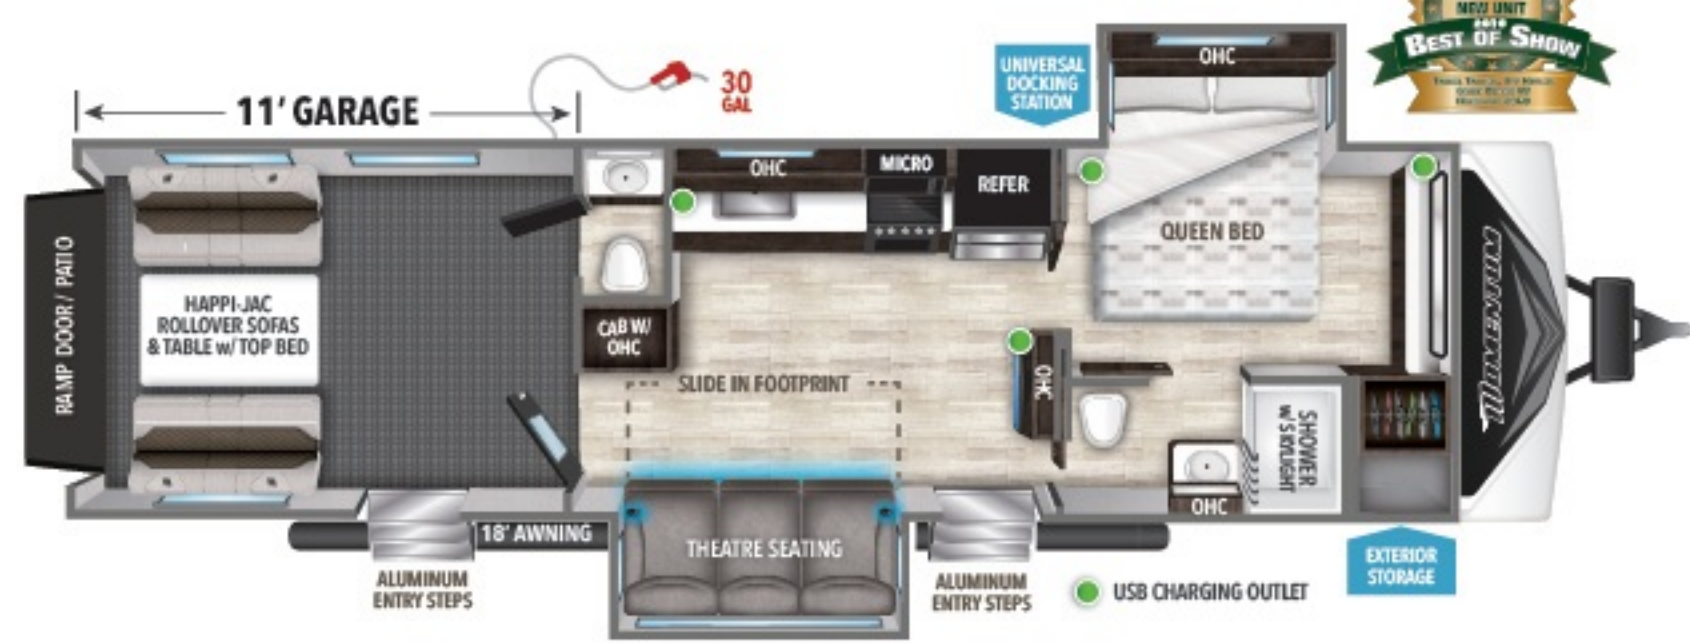 NEW UNIT
2019
BEST OF SHOW
UNIVERSAL
DOCKING
STATION
OHC
11' GARAGE
30
GAL
OHC
MICRO
REFER
QUEEN BED
RAMP DOOR / PATIO
HAPPI-JAC
ROLLOVER SOFAS
& TABLE w/ TOP BED
CAB W/
OHC
SLIDE IN FOOTPRINT
OHC
SHOWER
w/ SKYLIGHT
MOMENTUM
OHC
18' AWNING
THEATRE SEATING
ALUMINUM
ENTRY STEPS
ALUMINUM
ENTRY STEPS
USB CHARGING OUTLET
EXTERIOR
STORAGE